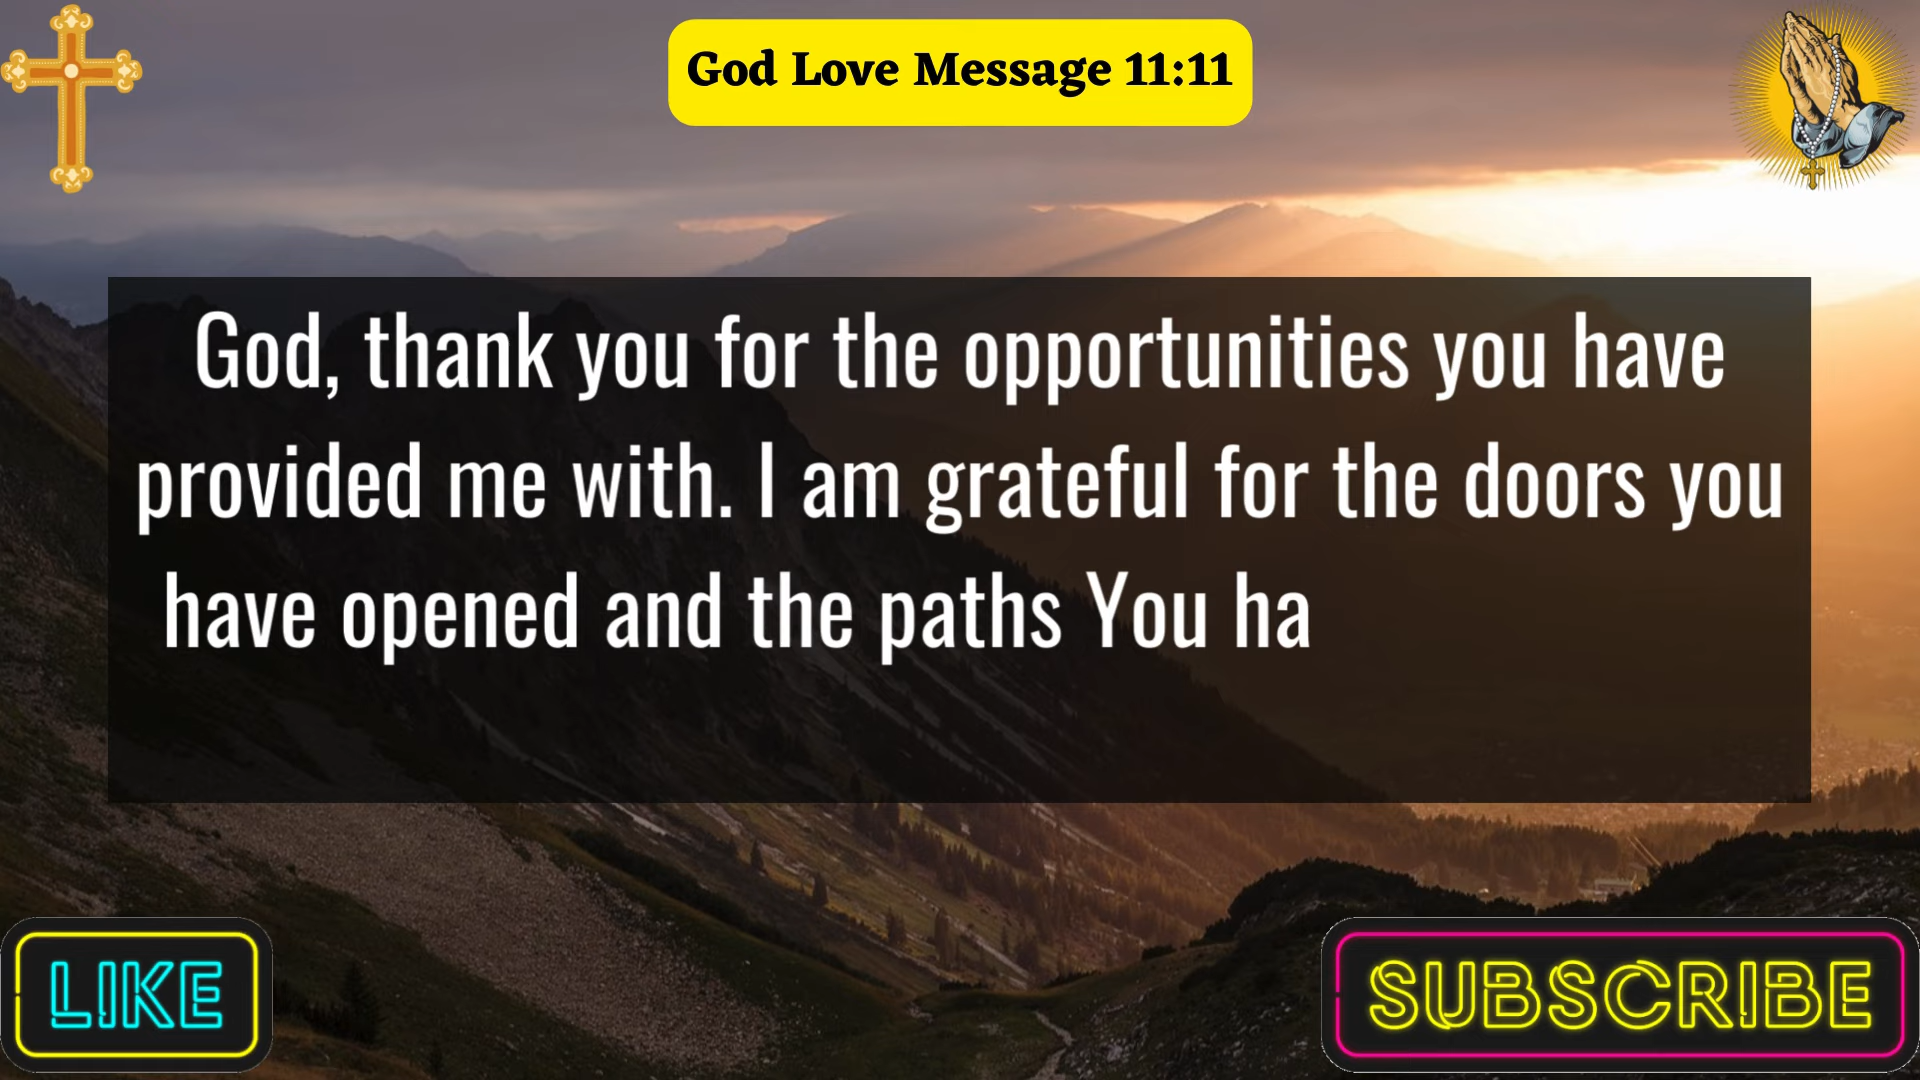 God Love Message 11:11
God, thank you for the opportunities you have
provided me with. I am grateful for the doors you
have opened and the paths You ha
LIKE
SUBSCRIBE